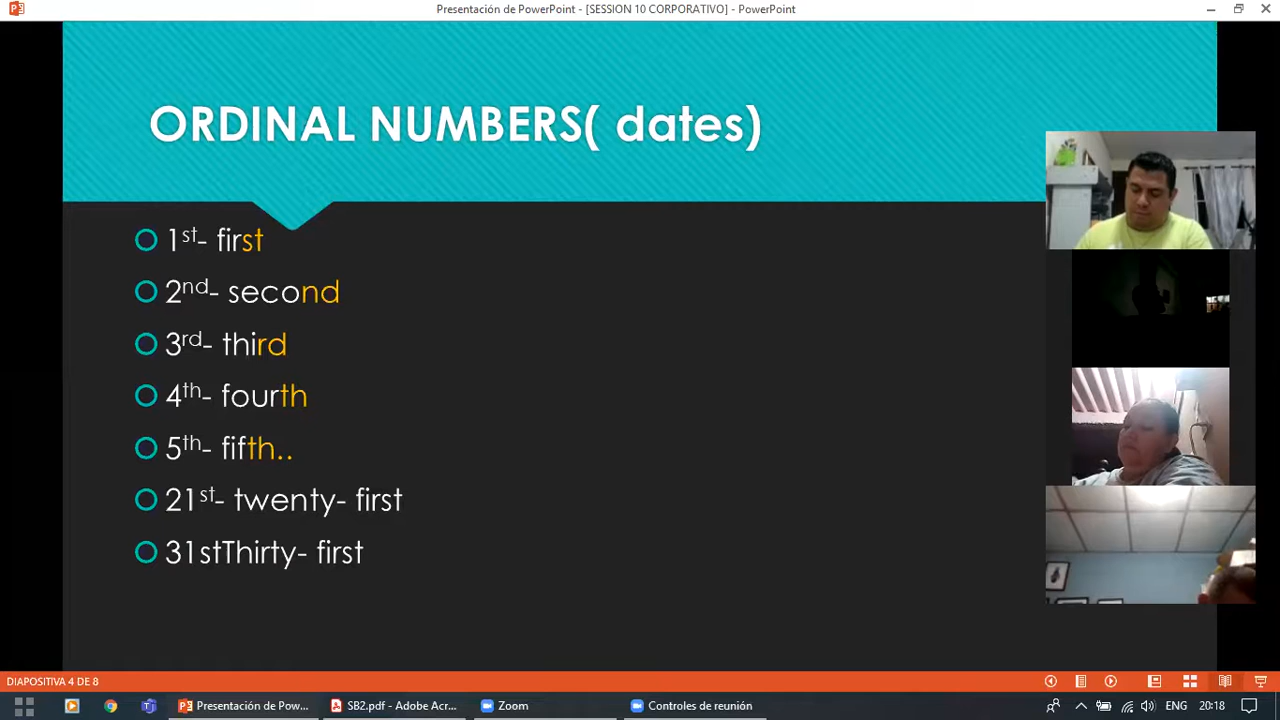 Presentación de PowerPoint - [SESSION 10 CORPORATIVO] - PowerPoint
ORDINAL NUMBERS( dates)
1st- first
2nd- second
3rd- third
4th- fourth
5th- fifth..
21st- twenty- first
31stThirty- first
DIAPOSITIVA 4 DE 8
Presentación de Pow... SB2.pdf - Adobe Acr... Zoom Controles de reunión ENG 20:18